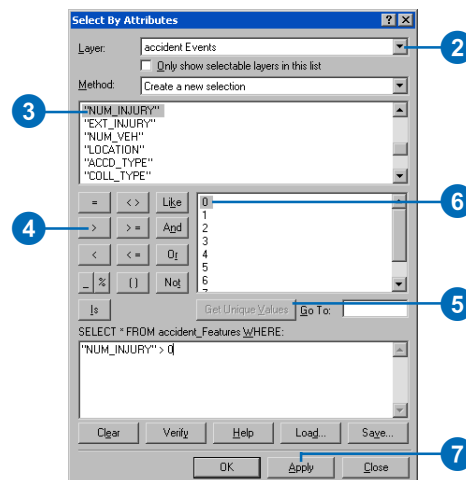 Select By Attributes
Layer: accident Events
2
Only show selectable layers in this list
Method: Create a new selection
3
"NUM_INJURY"
"EXT_INJURY"
"NUM_VEH"
"LOCATION"
"ACCD_TYPE"
"COLL_TYPE"
= <> Like
4
> >= And
< <= Or
_ % () Not
Is
0
1
2
3
4
5
6
6
Get Unique Values Go To:
5
SELECT * FROM accident_Features WHERE:
"NUM_INJURY" > 0
Clear Verify Help Load... Save...
7
OK Apply Close